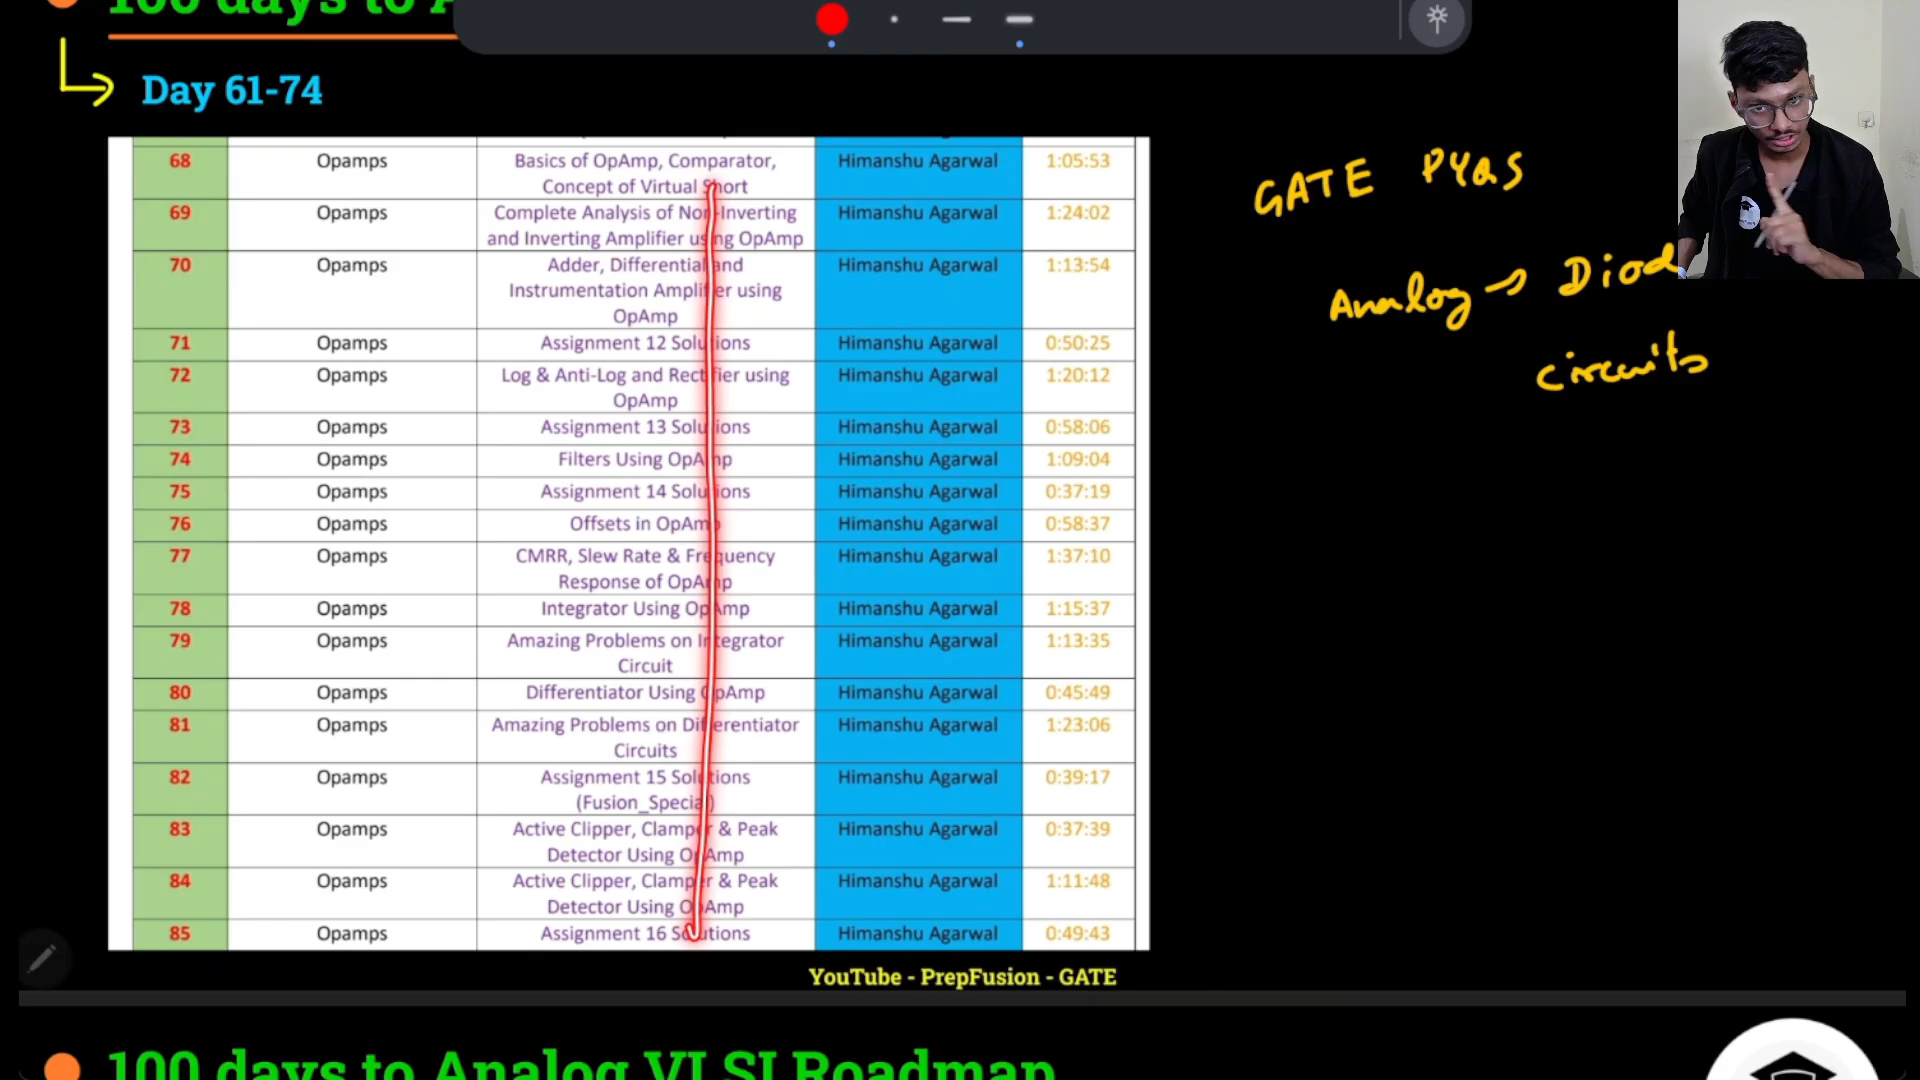 100 days to A
Day 61-74
68 Opamps Basics of OpAmp, Comparator, Concept of Virtual Short Himanshu Agarwal 1:05:53
69 Opamps Complete Analysis of Non-Inverting and Inverting Amplifier using OpAmp Himanshu Agarwal 1:24:02
70 Opamps Adder, Differential and Instrumentation Amplifier using OpAmp Himanshu Agarwal 1:13:54
71 Opamps Assignment 12 Solutions Himanshu Agarwal 0:50:25
72 Opamps Log & Anti-Log and Rectifier using OpAmp Himanshu Agarwal 1:20:12
73 Opamps Assignment 13 Solutions Himanshu Agarwal 0:58:06
74 Opamps Filters Using OpAmp Himanshu Agarwal 1:09:04
75 Opamps Assignment 14 Solutions Himanshu Agarwal 0:37:19
76 Opamps Offsets in OpAmp Himanshu Agarwal 0:58:37
77 Opamps CMRR, Slew Rate & Frequency Response of OpAmp Himanshu Agarwal 1:37:10
78 Opamps Integrator Using OpAmp Himanshu Agarwal 1:15:37
79 Opamps Amazing Problems on Integrator Circuit Himanshu Agarwal 1:13:35
80 Opamps Differentiator Using OpAmp Himanshu Agarwal 0:45:49
81 Opamps Amazing Problems on Differentiator Circuits Himanshu Agarwal 1:23:06
82 Opamps Assignment 15 Solutions (Fusion_Special) Himanshu Agarwal 0:39:17
83 Opamps Active Clipper, Clamper & Peak Detector Using OpAmp Himanshu Agarwal 0:37:39
84 Opamps Active Clipper, Clamper & Peak Detector Using OpAmp Himanshu Agarwal 1:11:48
85 Opamps Assignment 16 Solutions Himanshu Agarwal 0:49:43
GATE PYQS
Analog → Diod
circuits
YouTube - PrepFusion - GATE
100 days to Analog VLSI Roadmap